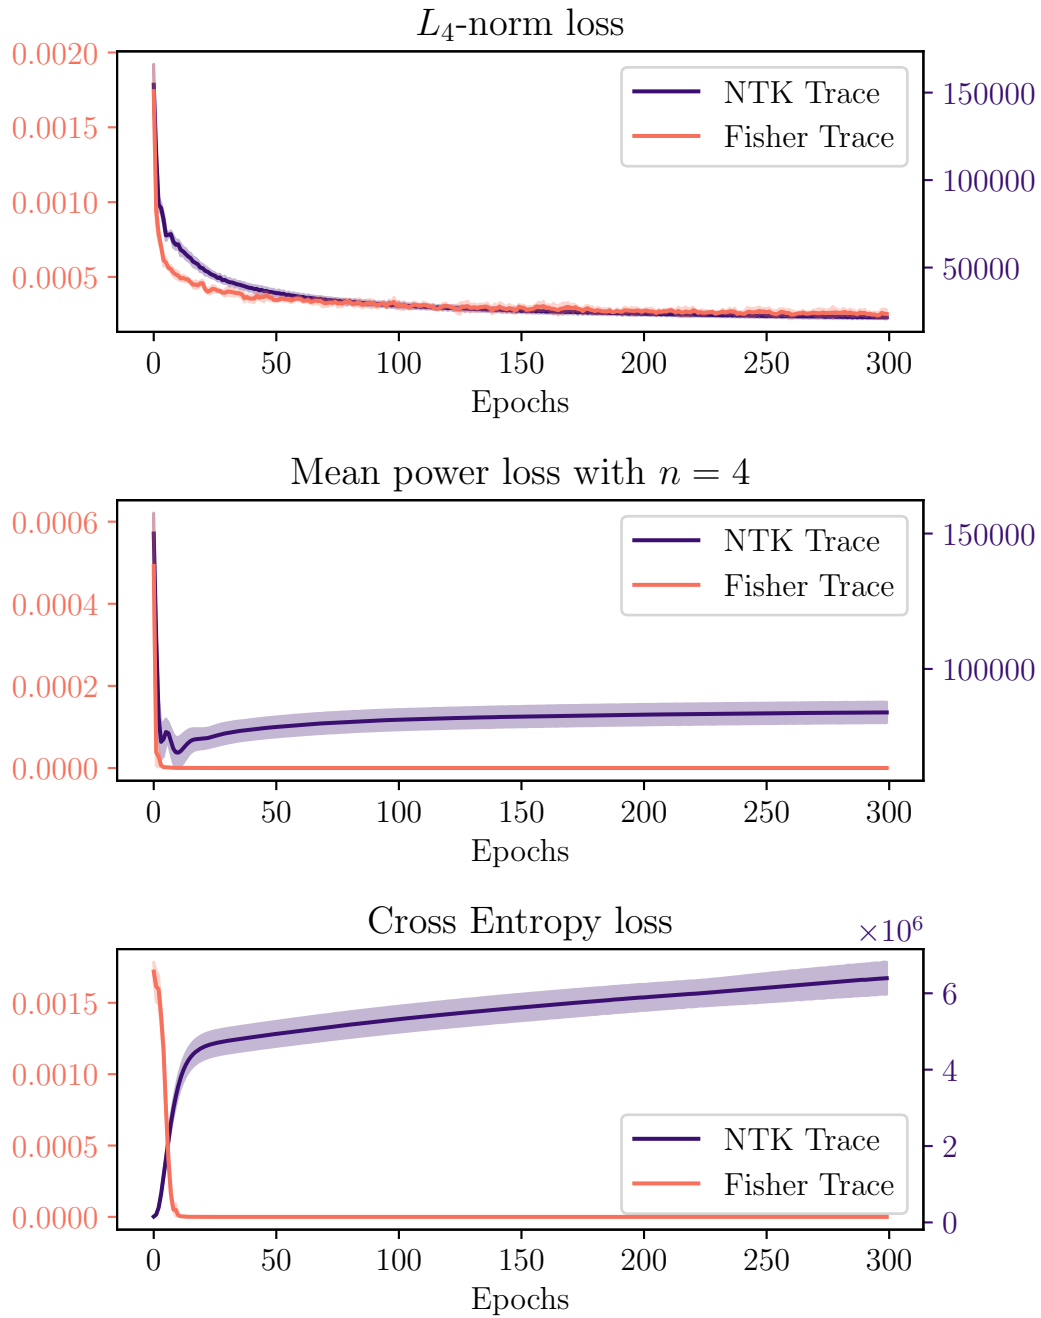 L₄-norm loss
0.0020
0.0015
0.0010
0.0005
150000
100000
50000
NTK Trace
Fisher Trace
0 50 100 150 200 250 300
Epochs
Mean power loss with n = 4
0.0006
0.0004
0.0002
0.0000
150000
100000
NTK Trace
Fisher Trace
0 50 100 150 200 250 300
Epochs
Cross Entropy loss
×10⁶
0.0015
0.0010
0.0005
0.0000
6
4
2
0
NTK Trace
Fisher Trace
0 50 100 150 200 250 300
Epochs